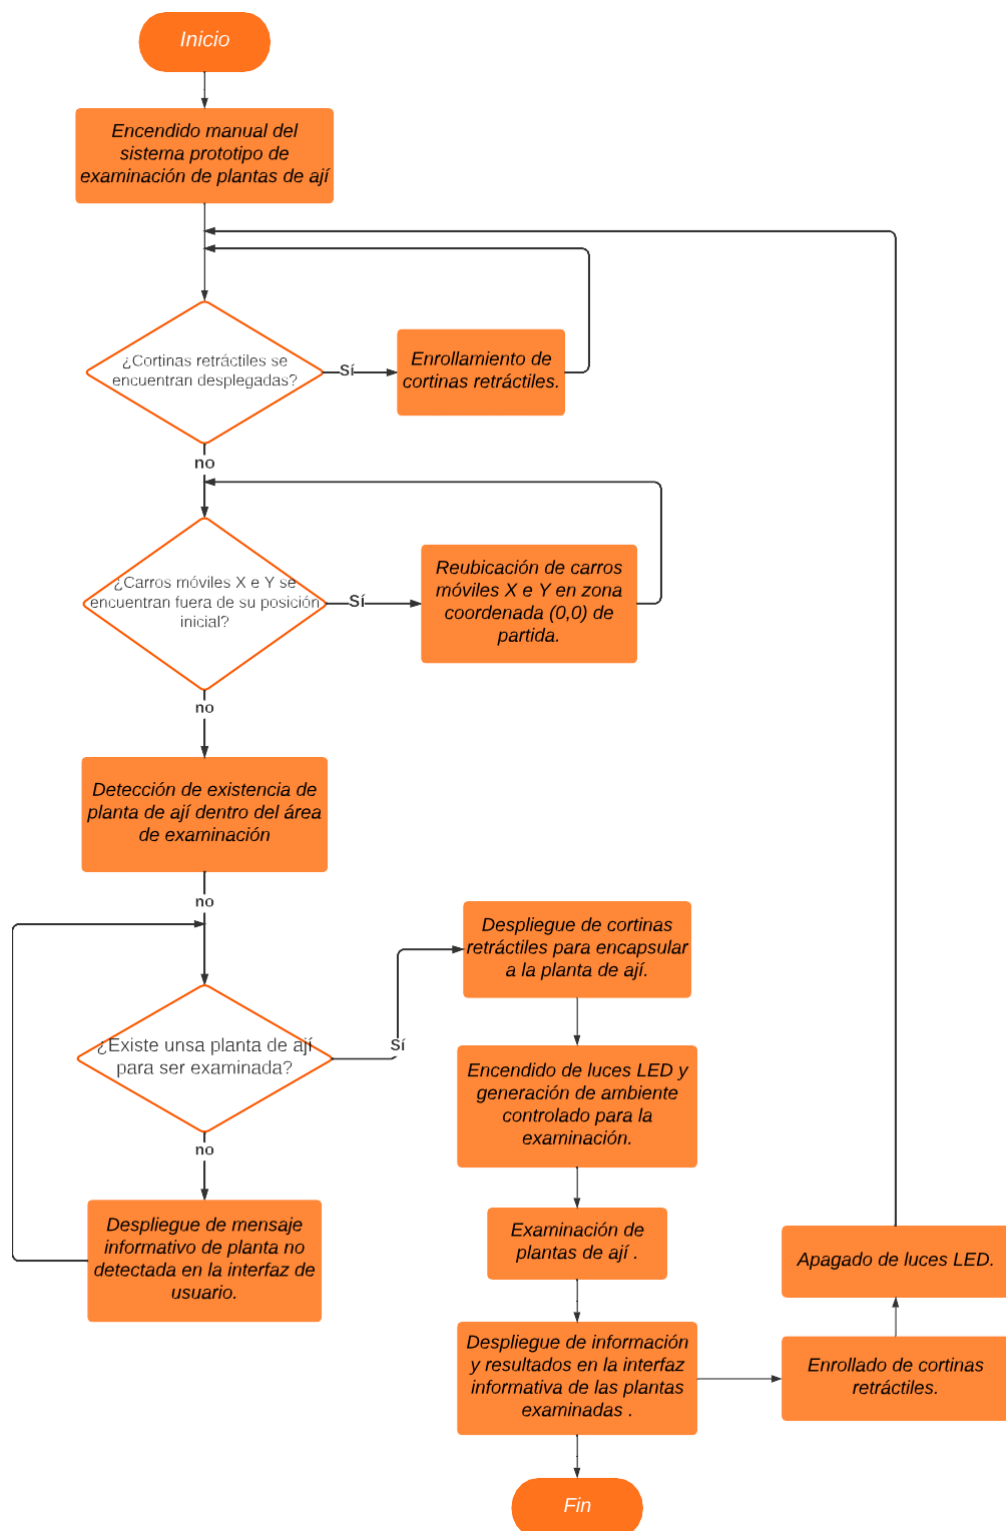 Inicio
Encendido manual del
sistema prototipo de
examinación de plantas de ají
¿Cortinas retráctiles se
encuentran desplegadas?
Sí
Enrollamiento de
cortinas retráctiles.
no
¿Carros móviles X e Y se
encuentran fuera de su posición
inicial?
Sí
Reubicación de carros
móviles X e Y en zona
coordenada (0,0) de
partida.
no
Detección de existencia de
planta de ají dentro del área
de examinación
no
¿Existe unsa planta de ají
para ser examinada?
Sí
Despliegue de cortinas
retráctiles para encapsular
a la planta de ají.
Encendido de luces LED y
generación de ambiente
controlado para la
examinación.
no
Despliegue de mensaje
informativo de planta no
detectada en la interfaz de
usuario.
Examinación de
plantas de ají .
Despliegue de información
y resultados en la interfaz
informativa de las plantas
examinadas .
Enrollado de cortinas
retráctiles.
Apagado de luces LED.
Fin